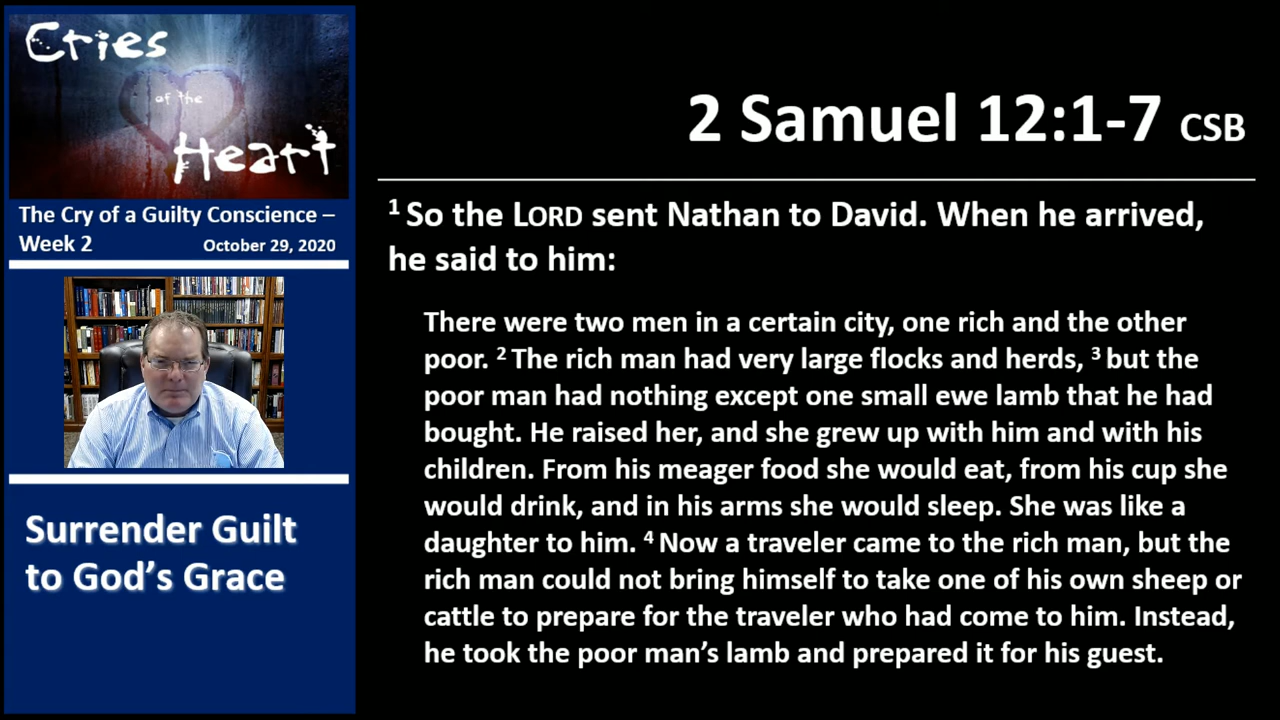 Cries
of the
Heart
The Cry of a Guilty Conscience –
Week 2 October 29, 2020
Surrender Guilt
to God’s Grace
2 Samuel 12:1-7 CSB
1 So the LORD sent Nathan to David. When he arrived,
he said to him:
There were two men in a certain city, one rich and the other
poor. 2 The rich man had very large flocks and herds, 3 but the
poor man had nothing except one small ewe lamb that he had
bought. He raised her, and she grew up with him and with his
children. From his meager food she would eat, from his cup she
would drink, and in his arms she would sleep. She was like a
daughter to him. 4 Now a traveler came to the rich man, but the
rich man could not bring himself to take one of his own sheep or
cattle to prepare for the traveler who had come to him. Instead,
he took the poor man’s lamb and prepared it for his guest.